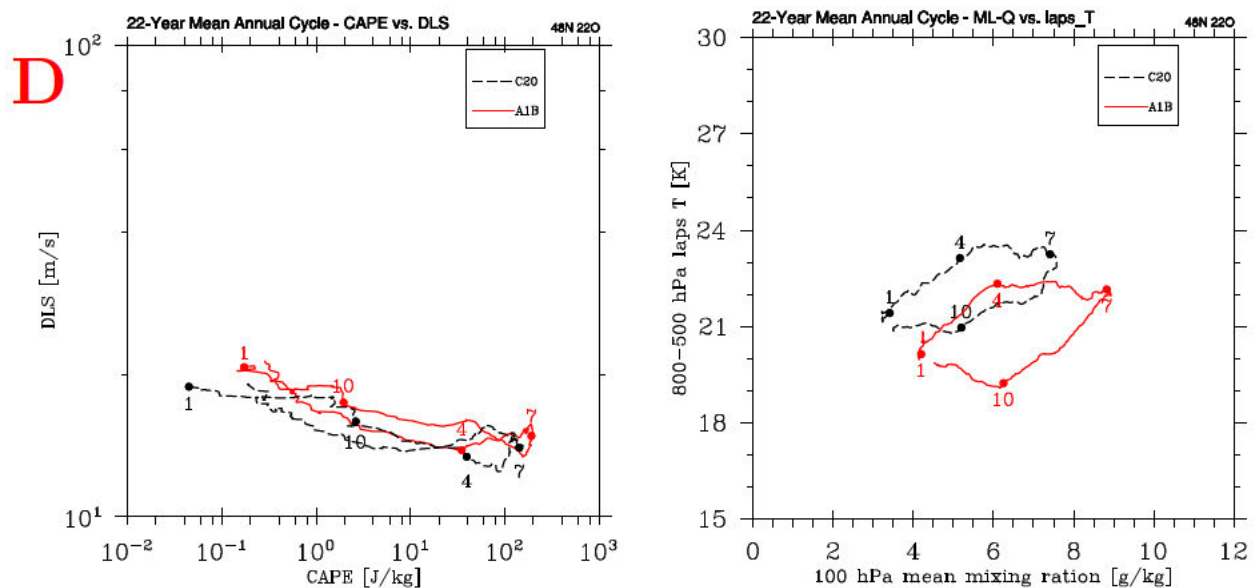 22-Year Mean Annual Cycle - CAPE vs. DLS
48N 22O
D
10²
C20
A1B
DLS [m/s]
1
1
10
10
4
4
7
7
10¹
10⁻² 10⁻¹ 10⁰ 10¹ 10² 10³
CAPE [J/kg]
22-Year Mean Annual Cycle - ML-Q vs. laps_T
48N 22O
30
C20
A1B
27
24
21
18
15
800-500 hPa laps T [K]
4
7
1
10
4
7
1
10
0 2 4 6 8 10 12
100 hPa mean mixing ration [g/kg]